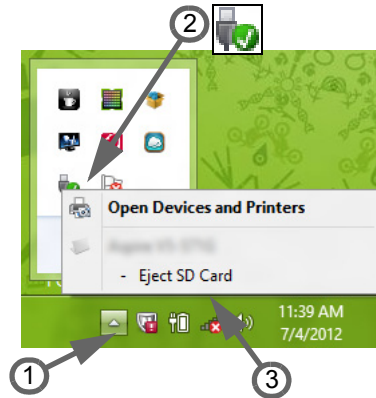 2
Open Devices and Printers
- Eject SD Card
11:39 AM
7/4/2012
1
3